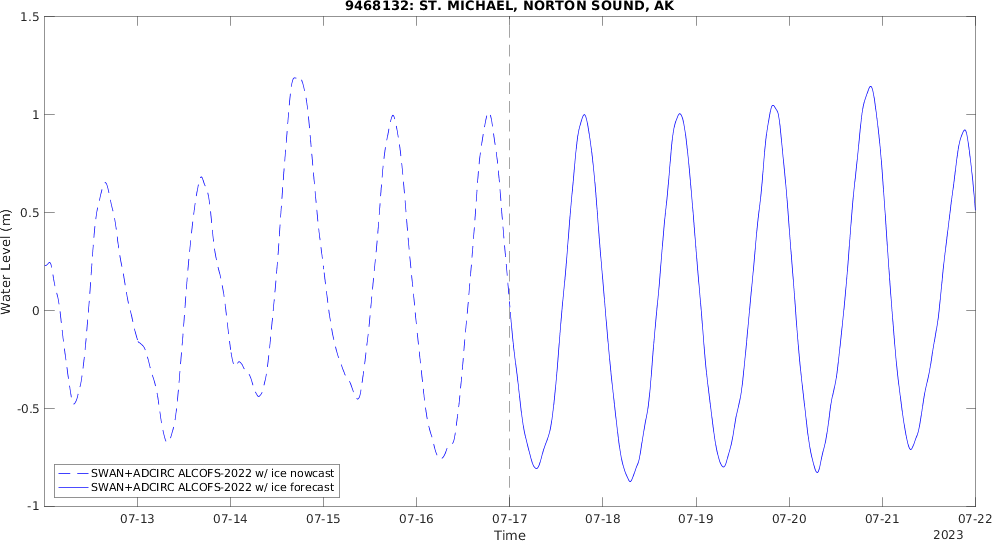 9468132: ST. MICHAEL, NORTON SOUND, AK
1.5
1
0.5
0
-0.5
-1
Water Level (m)
SWAN+ADCIRC ALCOFS-2022 w/ ice nowcast
SWAN+ADCIRC ALCOFS-2022 w/ ice forecast
07-13 07-14 07-15 07-16 07-17 07-18 07-19 07-20 07-21 07-22
Time
2023